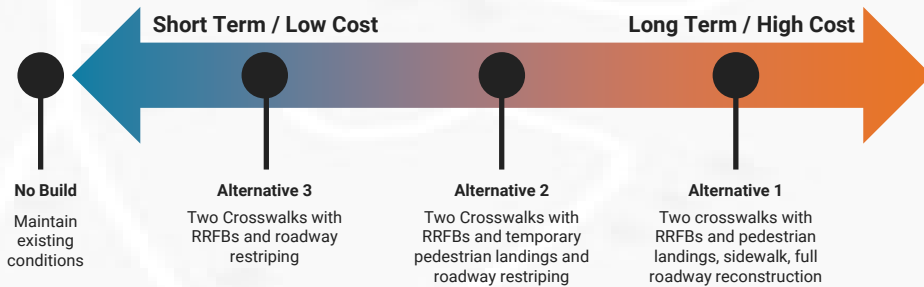 Short Term / Low Cost
Long Term / High Cost
No Build
Maintain
existing
conditions
Alternative 3
Two Crosswalks with
RRFBs and roadway
restriping
Alternative 2
Two Crosswalks with
RRFBs and temporary
pedestrian landings and
roadway restriping
Alternative 1
Two crosswalks with
RRFBs and pedestrian
landings, sidewalk, full
roadway reconstruction